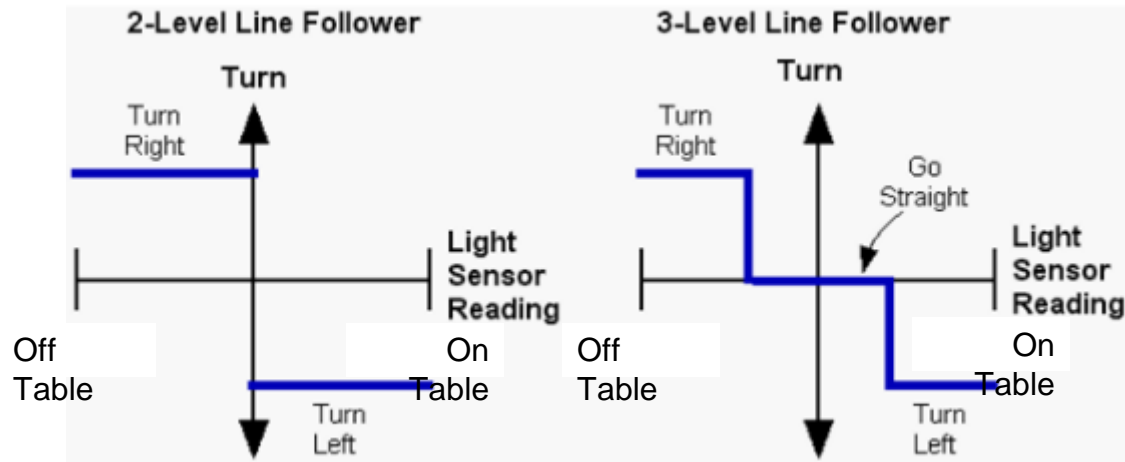 2-Level Line Follower
Turn
Turn
Right
Light
Sensor
Reading
Off
Table
On
Table
Turn
Left
3-Level Line Follower
Turn
Turn
Right
Go
Straight
Light
Sensor
Reading
Off
Table
On
Table
Turn
Left